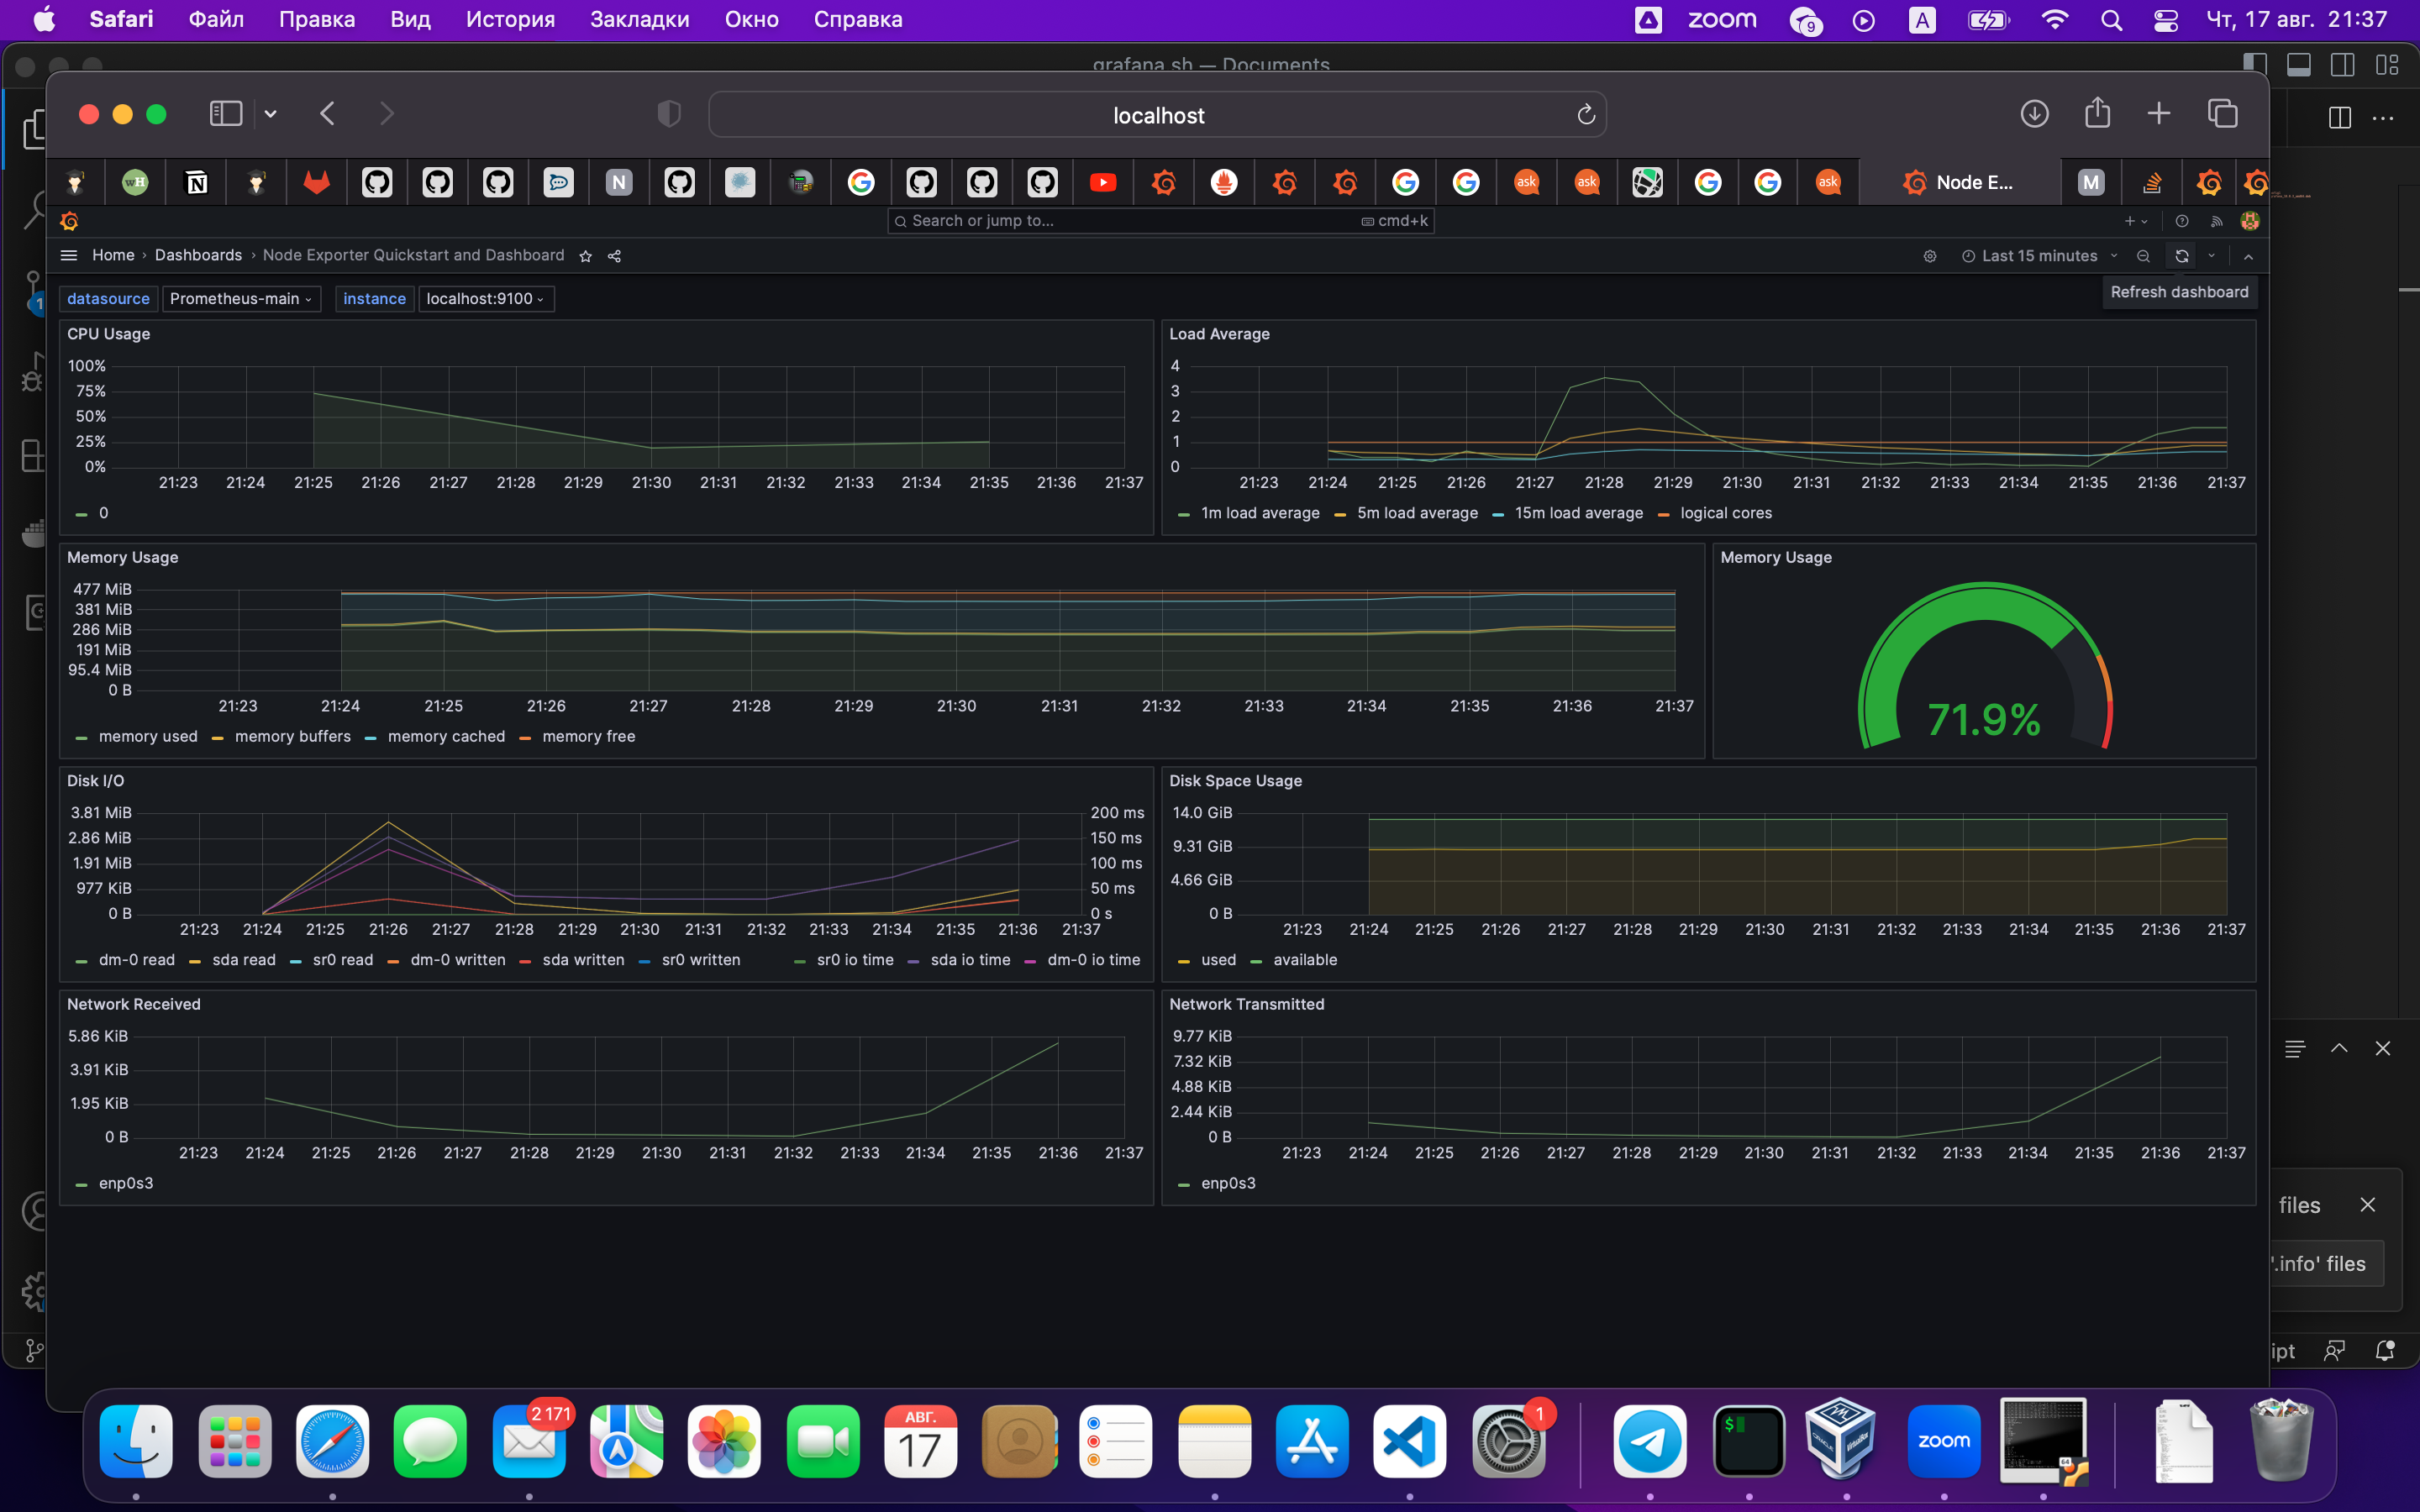 Safari Файл Правка Вид История Закладки Окно Справка zoom 9 A Чт, 17 авг. 21:37
grafana.sh — Documents
localhost
N N ask ask ask Node E... M
Search or jump to... cmd+k
Home › Dashboards › Node Exporter Quickstart and Dashboard Last 15 minutes
datasource Prometheus-main instance localhost:9100 Refresh dashboard
CPU Usage
100%
75%
50%
25%
0%
21:23 21:24 21:25 21:26 21:27 21:28 21:29 21:30 21:31 21:32 21:33 21:34 21:35 21:36 21:37
0
Load Average
4
3
2
1
0
21:23 21:24 21:25 21:26 21:27 21:28 21:29 21:30 21:31 21:32 21:33 21:34 21:35 21:36 21:37
1m load average 5m load average 15m load average logical cores
Memory Usage
477 MiB
381 MiB
286 MiB
191 MiB
95.4 MiB
0 B
21:23 21:24 21:25 21:26 21:27 21:28 21:29 21:30 21:31 21:32 21:33 21:34 21:35 21:36 21:37
memory used memory buffers memory cached memory free
Memory Usage
71.9%
Disk I/O
3.81 MiB 200 ms
2.86 MiB 150 ms
1.91 MiB 100 ms
977 KiB 50 ms
0 B 0 s
21:23 21:24 21:25 21:26 21:27 21:28 21:29 21:30 21:31 21:32 21:33 21:34 21:35 21:36 21:37
dm-0 read sda read sr0 read dm-0 written sda written sr0 written sr0 io time sda io time dm-0 io time
Disk Space Usage
14.0 GiB
9.31 GiB
4.66 GiB
0 B
21:23 21:24 21:25 21:26 21:27 21:28 21:29 21:30 21:31 21:32 21:33 21:34 21:35 21:36 21:37
used available
Network Received
5.86 KiB
3.91 KiB
1.95 KiB
0 B
21:23 21:24 21:25 21:26 21:27 21:28 21:29 21:30 21:31 21:32 21:33 21:34 21:35 21:36 21:37
enp0s3
Network Transmitted
9.77 KiB
7.32 KiB
4.88 KiB
2.44 KiB
0 B
21:23 21:24 21:25 21:26 21:27 21:28 21:29 21:30 21:31 21:32 21:33 21:34 21:35 21:36 21:37
enp0s3
1
files
'.info' files
ipt
2 171 АВГ. 17 1 $ zoom 64